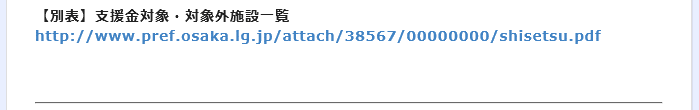 【別表】支援金対象・対象外施設一覧
http://www.pref.osaka.lg.jp/attach/38567/00000000/shisetsu.pdf